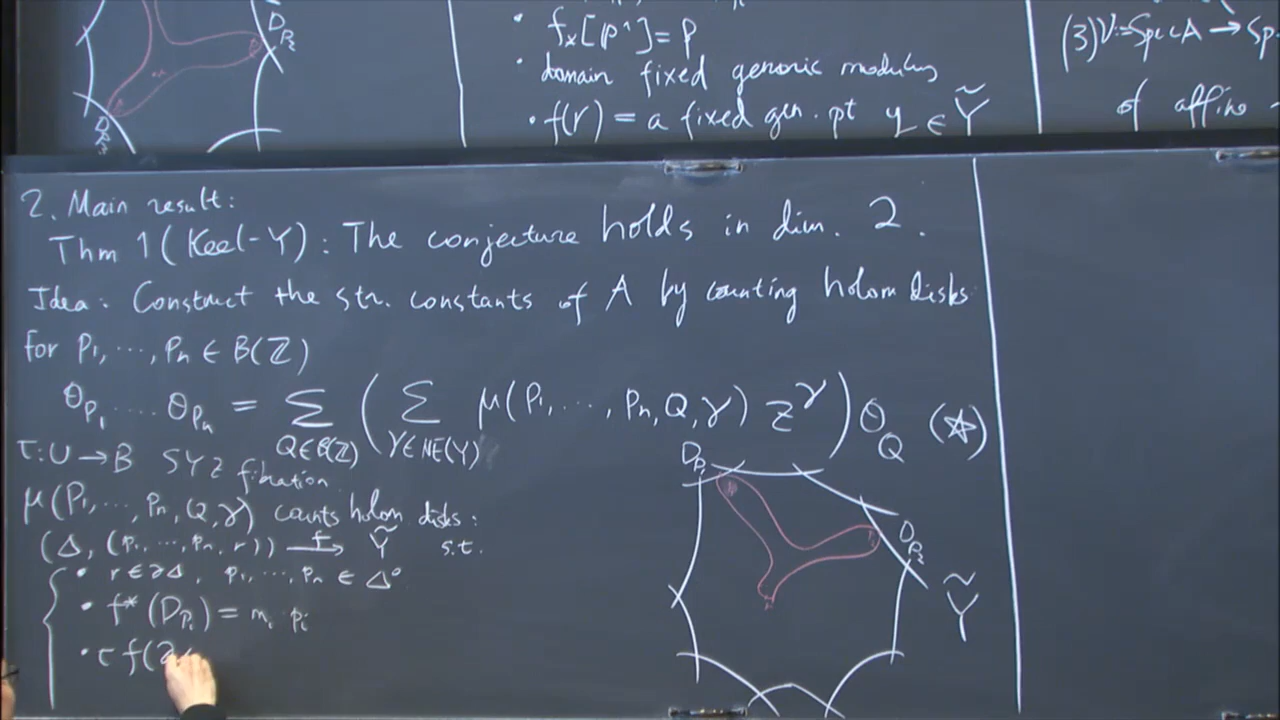 D_{P_2}
D_{P_3}
• f_*[P^1] = β
• domain fixed generic modulus
• f(r) = a fixed gen. pt y ∈ Ỹ
(3) V := Spec A → Sp
of affine
2. Main result:
Thm 1 (Keel-Y): The conjecture holds in dim. 2.
Idea: Construct the str. constants of A by counting holom disks
for P_1, ..., P_n ∈ B(ℤ)
θ_{P_1} .... θ_{P_n} = Σ_{Q∈B(ℤ)} ( Σ_{γ∈NE(Y)} μ(P_1, ..., P_n, Q, γ) z^γ ) θ_Q (☆)
τ: U → B SYZ fibration
μ(P_1, ..., P_n, Q, γ) counts holom disks:
(Δ, (p_1, ..., p_n, r)) —f→ Ỹ s.t.
• r ∈ ∂Δ, p_1, ..., p_n ∈ Δ°
• f*(D_{P_i}) = m_i p_i
• τ f(∂
D_{P_1}
D_{P_2}
Ỹ